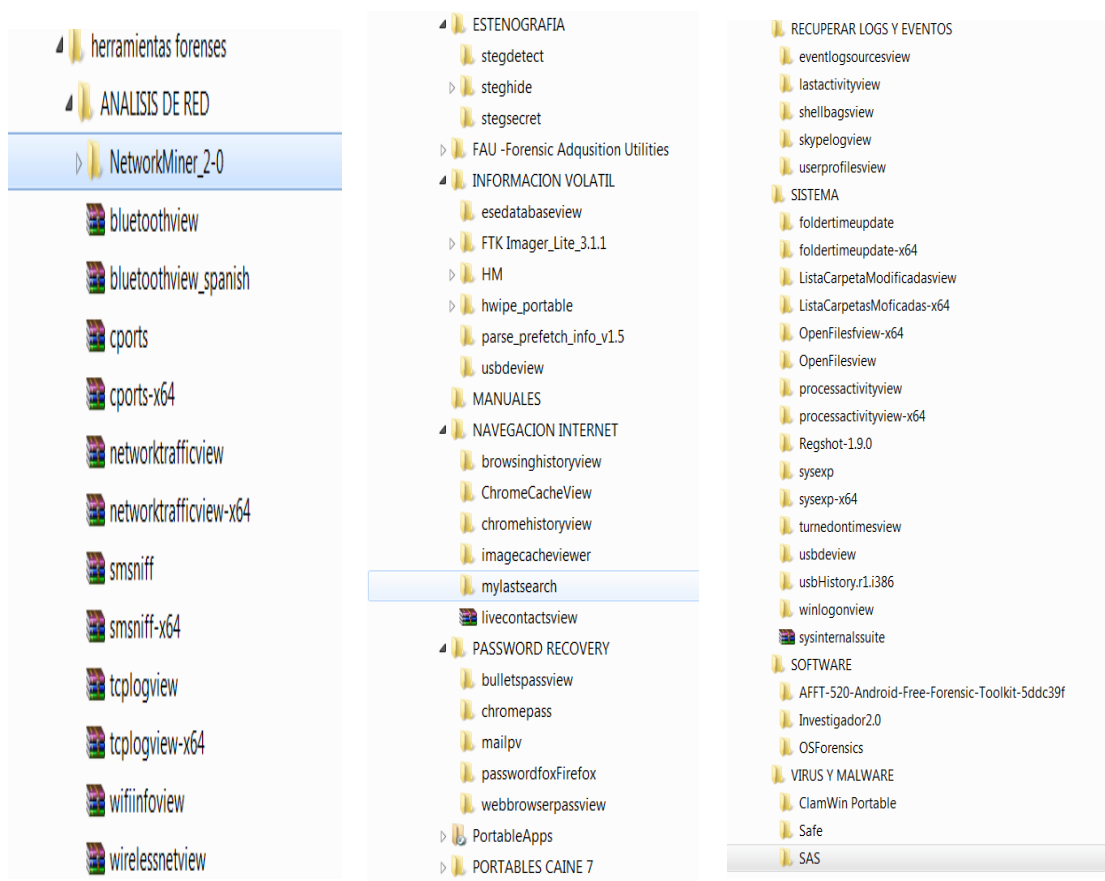 herramientas forenses
ANALISIS DE RED
NetworkMiner_2-0
bluetoothview
bluetoothview_spanish
cports
cports-x64
networktrafficview
networktrafficview-x64
smsniff
smsniff-x64
tcplogview
tcplogview-x64
wifiinfoview
wirelessnetview
ESTENOGRAFIA
stegdetect
steghide
stegsecret
FAU -Forensic Adqusition Utilities
INFORMACION VOLATIL
esedatabaseview
FTK Imager_Lite_3.1.1
HM
hwipe_portable
parse_prefetch_info_v1.5
usbdeview
MANUALES
NAVEGACION INTERNET
browsinghistoryview
ChromeCacheView
chromehistoryview
imagecacheviewer
mylastsearch
livecontactsview
PASSWORD RECOVERY
bulletspassview
chromepass
mailpv
passwordfoxFirefox
webbrowserpassview
PortableApps
PORTABLES CAINE 7
RECUPERAR LOGS Y EVENTOS
eventlogsourcesview
lastactivityview
shellbagsview
skypelogview
userprofilesview
SISTEMA
foldertimeupdate
foldertimeupdate-x64
ListaCarpetaModificadasview
ListaCarpetasMoficadas-x64
OpenFilesfview-x64
OpenFilesview
processactivityview
processactivityview-x64
Regshot-1.9.0
sysexp
sysexp-x64
turnedontimesview
usbdeview
usbHistory.r1.i386
winlogonview
sysinternalssuite
SOFTWARE
AFFT-520-Android-Free-Forensic-Toolkit-5ddc39f
Investigador2.0
OSForensics
VIRUS Y MALWARE
ClamWin Portable
Safe
SAS